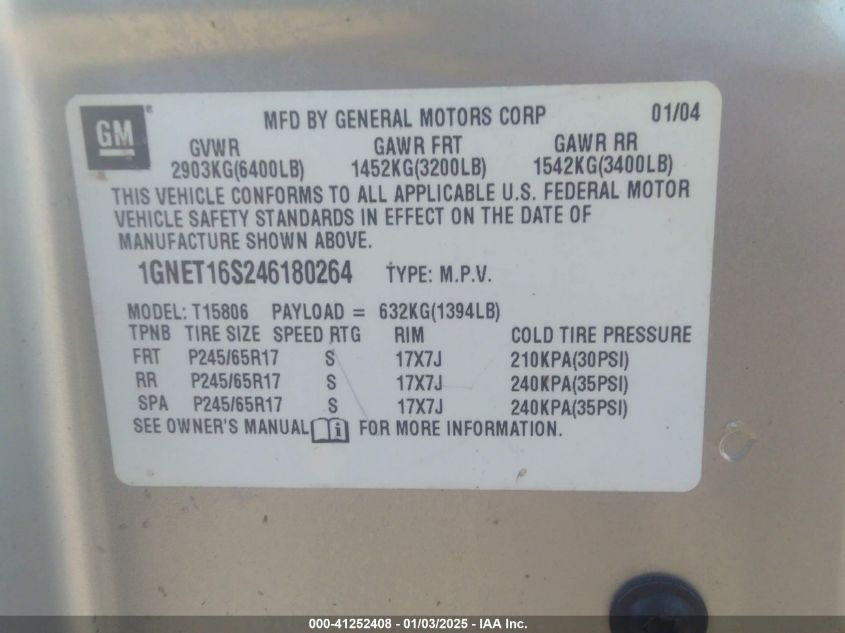 GM®
MFD BY GENERAL MOTORS CORP 01/04
GVWR GAWR FRT GAWR RR
2903KG(6400LB) 1452KG(3200LB) 1542KG(3400LB)
THIS VEHICLE CONFORMS TO ALL APPLICABLE U.S. FEDERAL MOTOR
VEHICLE SAFETY STANDARDS IN EFFECT ON THE DATE OF
MANUFACTURE SHOWN ABOVE.
1GNET16S246180264 TYPE: M.P.V.
MODEL: T15806 PAYLOAD = 632KG(1394LB)
TPNB TIRE SIZE SPEED RTG RIM COLD TIRE PRESSURE
FRT P245/65R17 S 17X7J 210KPA(30PSI)
RR P245/65R17 S 17X7J 240KPA(35PSI)
SPA P245/65R17 S 17X7J 240KPA(35PSI)
SEE OWNER'S MANUAL i FOR MORE INFORMATION.
000-41252408 - 01/03/2025 - IAA Inc.